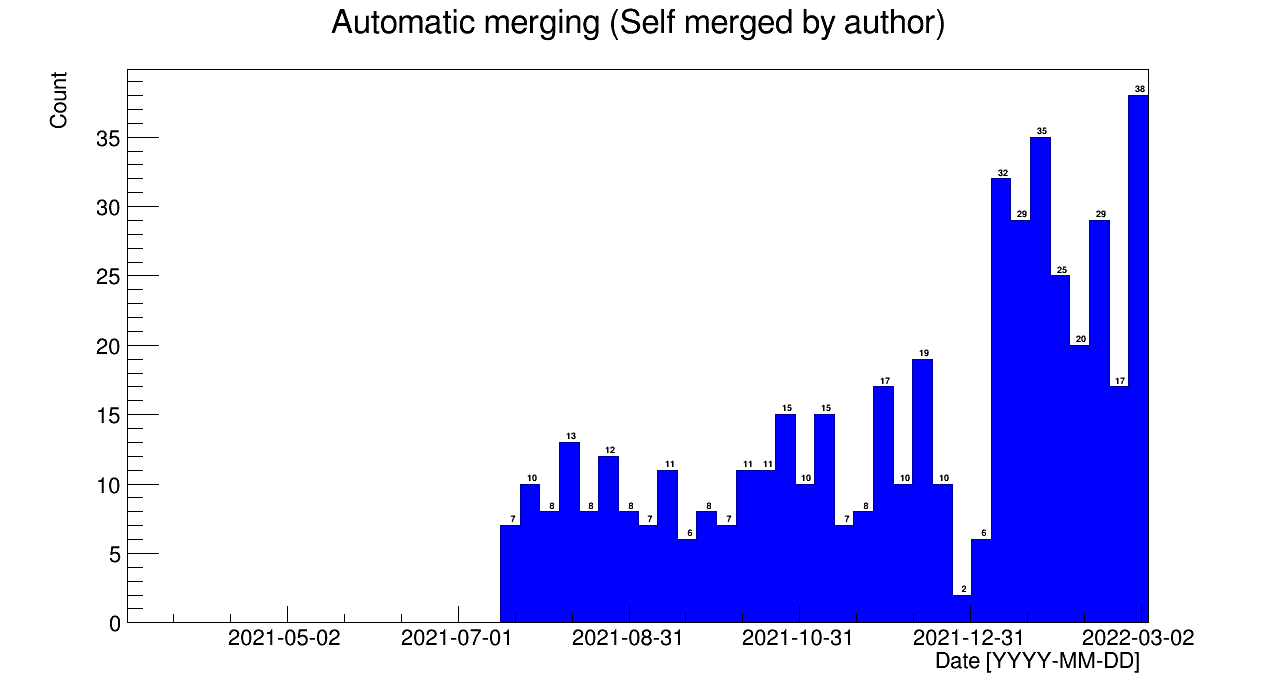 Automatic merging (Self merged by author)
Count
35
30
25
20
15
10
5
0
7 10 8 13 8 12 8 7 11 6 8 7 11 11 15 10 15 7 8 17 10 19 10 2 6 32 29 35 25 20 29 17 38
2021-05-02 2021-07-01 2021-08-31 2021-10-31 2021-12-31 2022-03-02
Date [YYYY-MM-DD]